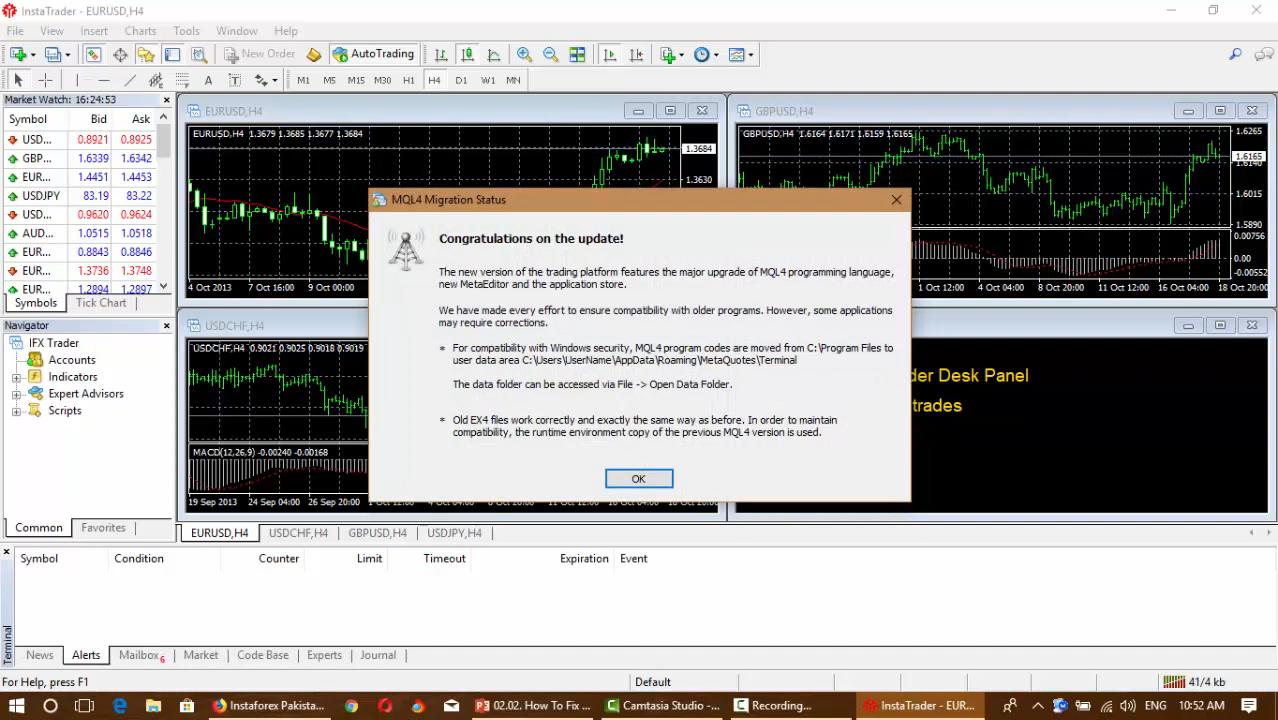 InstaTrader - EURUSD,H4
File View Insert Charts Tools Window Help
New Order AutoTrading
A T M1 M5 M15 M30 H1 H4 D1 W1 MN
Market Watch: 16:24:53
Symbol Bid Ask
USD... 0.8921 0.8925
GBP... 1.6339 1.6342
EUR... 1.4451 1.4453
USDJPY 83.19 83.22
USD... 0.9620 0.9624
AUD... 1.0515 1.0518
EUR... 0.8843 0.8846
EUR... 1.3736 1.3748
EUR... 1.2894 1.2897
Symbols Tick Chart
Navigator
IFX Trader
Accounts
Indicators
Expert Advisors
Scripts
Common Favorites
EURUSD,H4
EURUSD,H4 1.3679 1.3685 1.3677 1.3684
1.3684
1.3630
4 Oct 2013 7 Oct 16:00 9 Oct 00:00
GBPUSD,H4
GBPUSD,H4 1.6164 1.6171 1.6159 1.6165
1.6265
1.6165
1.6140
1.6015
1.5890
0.00756
0.00
-0.00552
1 Oct 12:00 4 Oct 04:00 8 Oct 20:00 11 Oct 12:00 16 Oct 04:00 18 Oct 20:00
USDCHF,H4
USDCHF,H4 0.9021 0.9025 0.9018 0.9019
MACD(12,26,9) -0.00240 -0.00168
19 Sep 2013 24 Sep 04:00 26 Sep 20:00
der Desk Panel
trades
MQL4 Migration Status
Congratulations on the update!
The new version of the trading platform features the major upgrade of MQL4 programming language,
new MetaEditor and the application store.
We have made every effort to ensure compatibility with older programs. However, some applications
may require corrections.
* For compatibility with Windows security, MQL4 program codes are moved from C:\Program Files to
user data area C:\Users\UserName\AppData\Roaming\MetaQuotes\Terminal
The data folder can be accessed via File -> Open Data Folder.
* Old EX4 files work correctly and exactly the same way as before. In order to maintain
compatibility, the runtime environment copy of the previous MQL4 version is used.
OK
EURUSD,H4 USDCHF,H4 GBPUSD,H4 USDJPY,H4
Symbol Condition Counter Limit Timeout Expiration Event
Terminal
News Alerts Mailbox 6 Market Code Base Experts Journal
For Help, press F1 Default 41/4 kb
Instaforex Pakista... 02.02. How To Fix ... Camtasia Studio - ... Recording... InstaTrader - EUR... ENG 10:52 AM